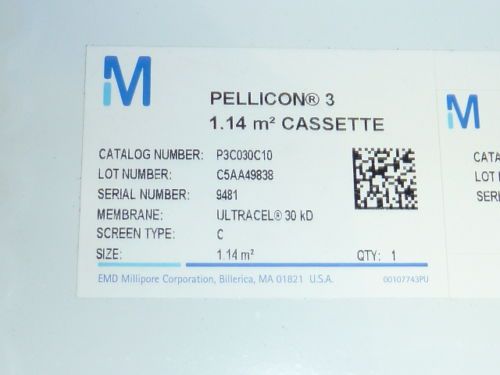 M
PELLICON® 3
1.14 m² CASSETTE
CATALOG NUMBER: P3C030C10
LOT NUMBER: C5AA49838
SERIAL NUMBER: 9481
MEMBRANE: ULTRACEL® 30 kD
SCREEN TYPE: C
SIZE: 1.14 m² QTY: 1
EMD Millipore Corporation, Billerica, MA 01821 U.S.A. 00107743PU
M
CATA
LOT
SERI